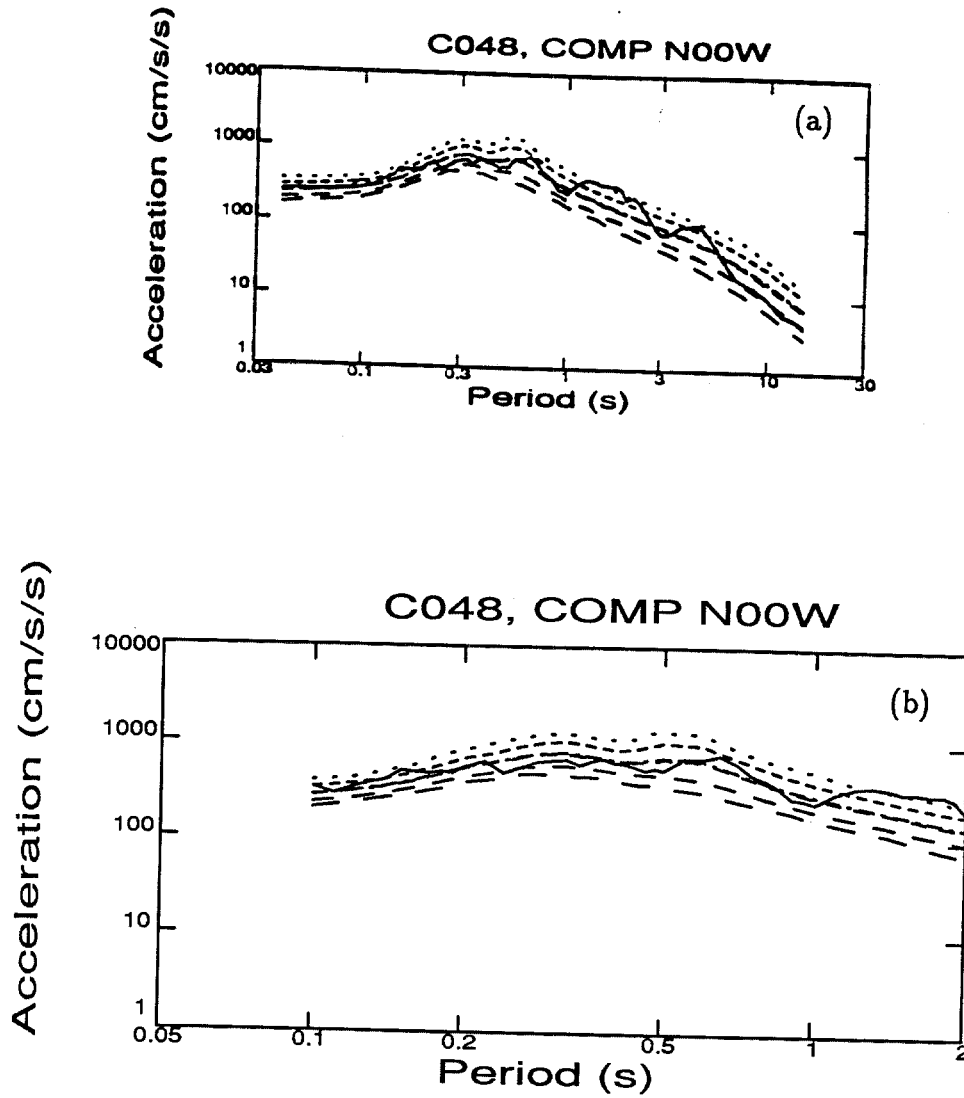 C048, COMP N00W
(a)
Acceleration (cm/s/s)
10000
1000
100
10
1
0.03
0.1
0.3
1
3
10
30
Period (s)
C048, COMP N00W
(b)
Acceleration (cm/s/s)
10000
1000
100
10
1
0.05
0.1
0.2
0.5
1
2
Period (s)